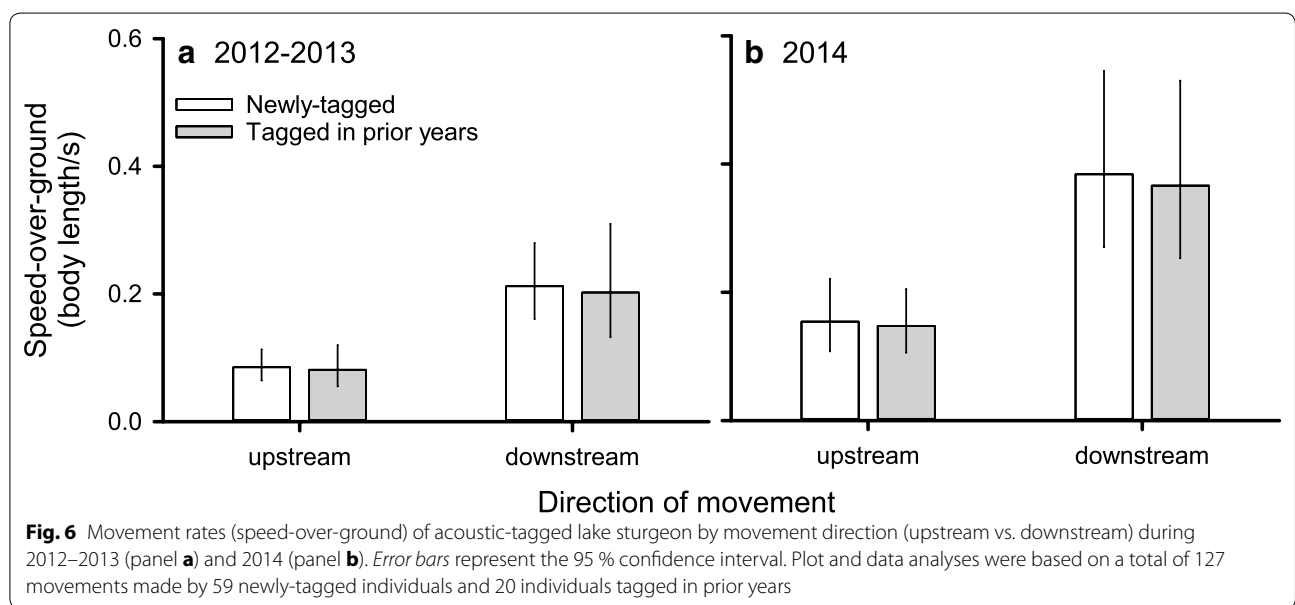 0.6
a 2012-2013
b 2014
Newly-tagged
Tagged in prior years
Speed-over-ground
(body length/s)
0.4
0.2
0.0
upstream downstream upstream downstream
Direction of movement
Fig. 6 Movement rates (speed-over-ground) of acoustic-tagged lake sturgeon by movement direction (upstream vs. downstream) during
2012–2013 (panel a) and 2014 (panel b). Error bars represent the 95 % confidence interval. Plot and data analyses were based on a total of 127
movements made by 59 newly-tagged individuals and 20 individuals tagged in prior years